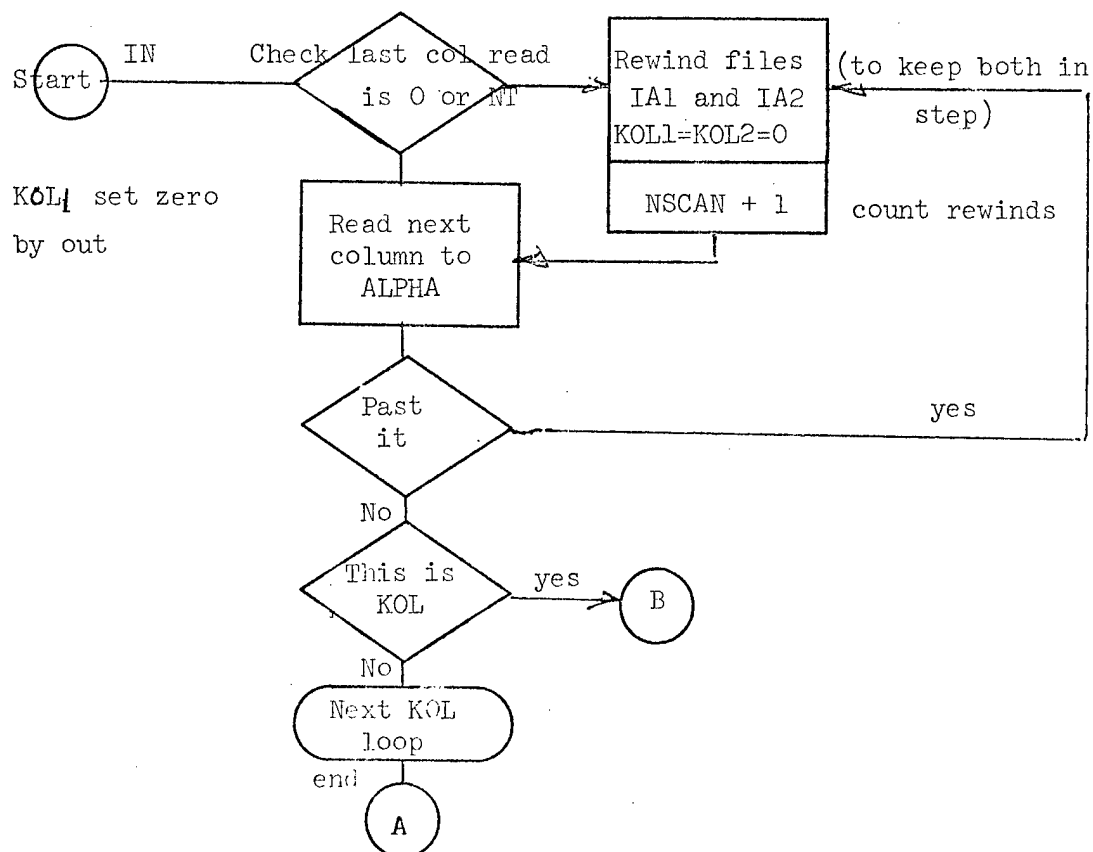 IN
Start
Check last col read
is O or NT
Rewind files
IA1 and IA2
KOL1=KOL2=0
(to keep both in
step)
NSCAN + 1
count rewinds
KOL1 set zero
by out
Read next
column to
ALPHA
Past
it
yes
No
This is
KOL
yes
B
No
Next KOL
loop
end
A